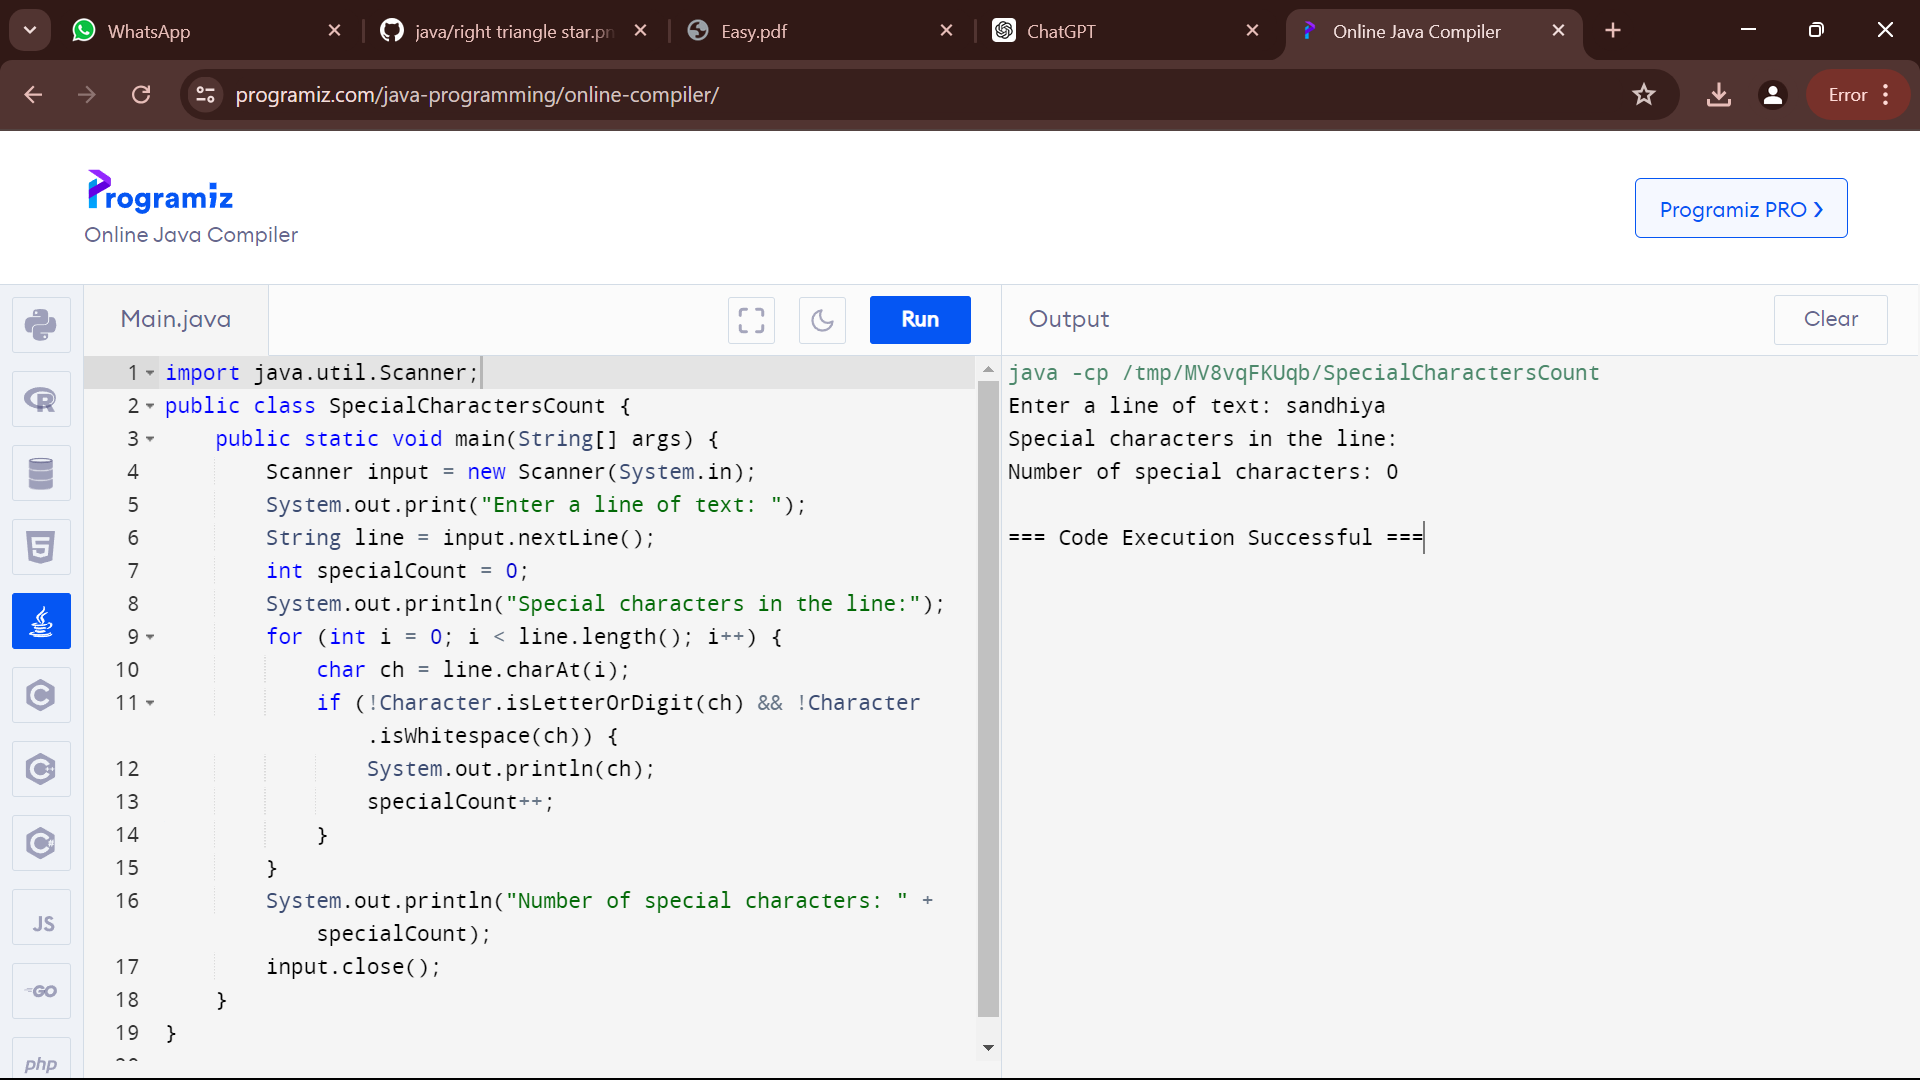 WhatsApp
java/right triangle star.pn
Easy.pdf
ChatGPT
Online Java Compiler
programiz.com/java-programming/online-compiler/
Error
Programiz
Online Java Compiler
Programiz PRO
Main.java
Run
Output
Clear
1 import java.util.Scanner;
2 public class SpecialCharactersCount {
3 public static void main(String[] args) {
4 Scanner input = new Scanner(System.in);
5 System.out.print("Enter a line of text: ");
6 String line = input.nextLine();
7 int specialCount = 0;
8 System.out.println("Special characters in the line:");
9 for (int i = 0; i < line.length(); i++) {
10 char ch = line.charAt(i);
11 if (!Character.isLetterOrDigit(ch) && !Character
.isWhitespace(ch)) {
12 System.out.println(ch);
13 specialCount++;
14 }
15 }
16 System.out.println("Number of special characters: " +
specialCount);
17 input.close();
18 }
19 }
java -cp /tmp/MV8vqFKUqb/SpecialCharactersCount
Enter a line of text: sandhiya
Special characters in the line:
Number of special characters: 0
=== Code Execution Successful ===
JS
GO
php